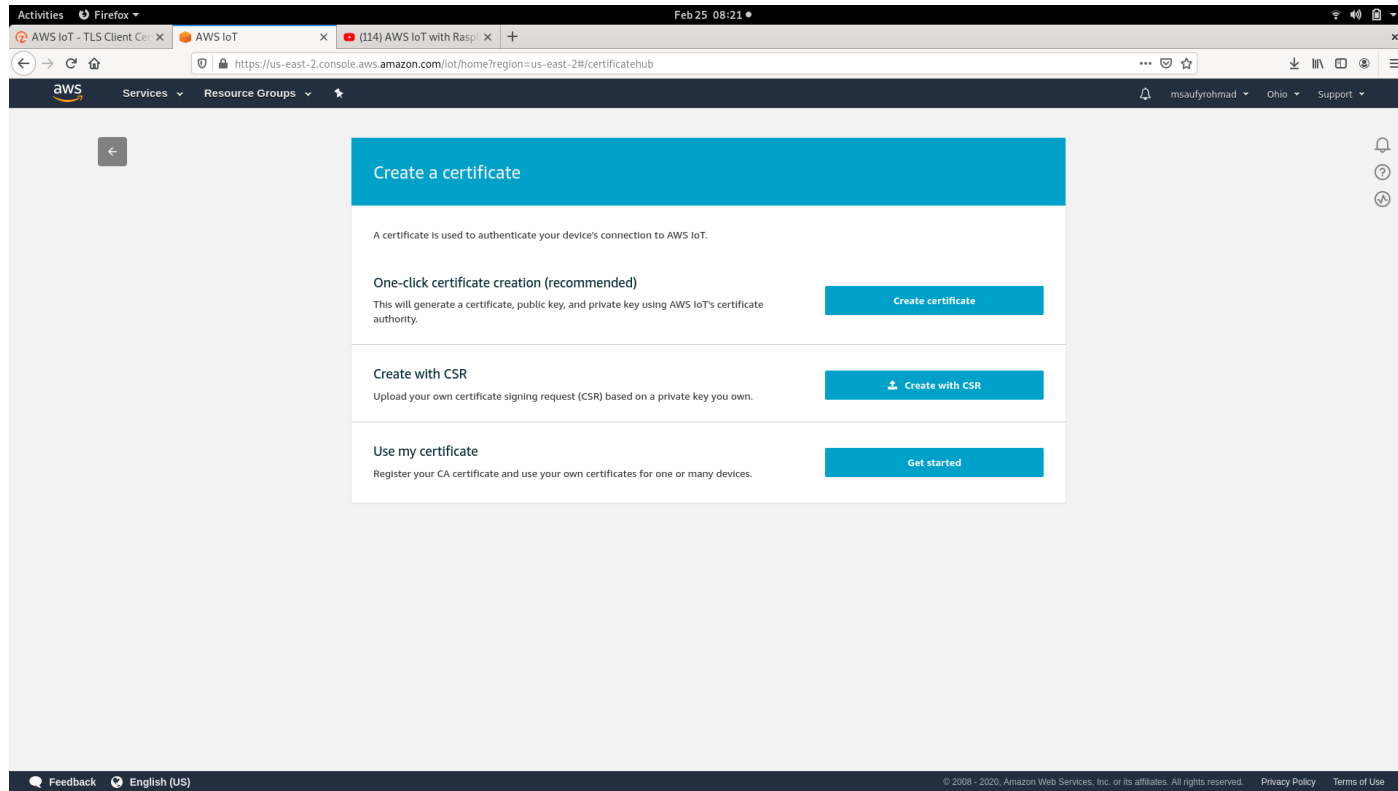 Activities Firefox Feb 25 08:21
AWS IoT - TLS Client Cer AWS IoT (114) AWS IoT with Rasp
https://us-east-2.console.aws.amazon.com/iot/home?region=us-east-2#/certificatehub
aws Services Resource Groups msaufyrohmad Ohio Support
Create a certificate
A certificate is used to authenticate your device's connection to AWS IoT.
One-click certificate creation (recommended)
This will generate a certificate, public key, and private key using AWS IoT's certificate
authority.
Create certificate
Create with CSR
Upload your own certificate signing request (CSR) based on a private key you own.
Create with CSR
Use my certificate
Register your CA certificate and use your own certificates for one or many devices.
Get started
Feedback English (US) © 2008 - 2020, Amazon Web Services, Inc. or its affiliates. All rights reserved. Privacy Policy Terms of Use